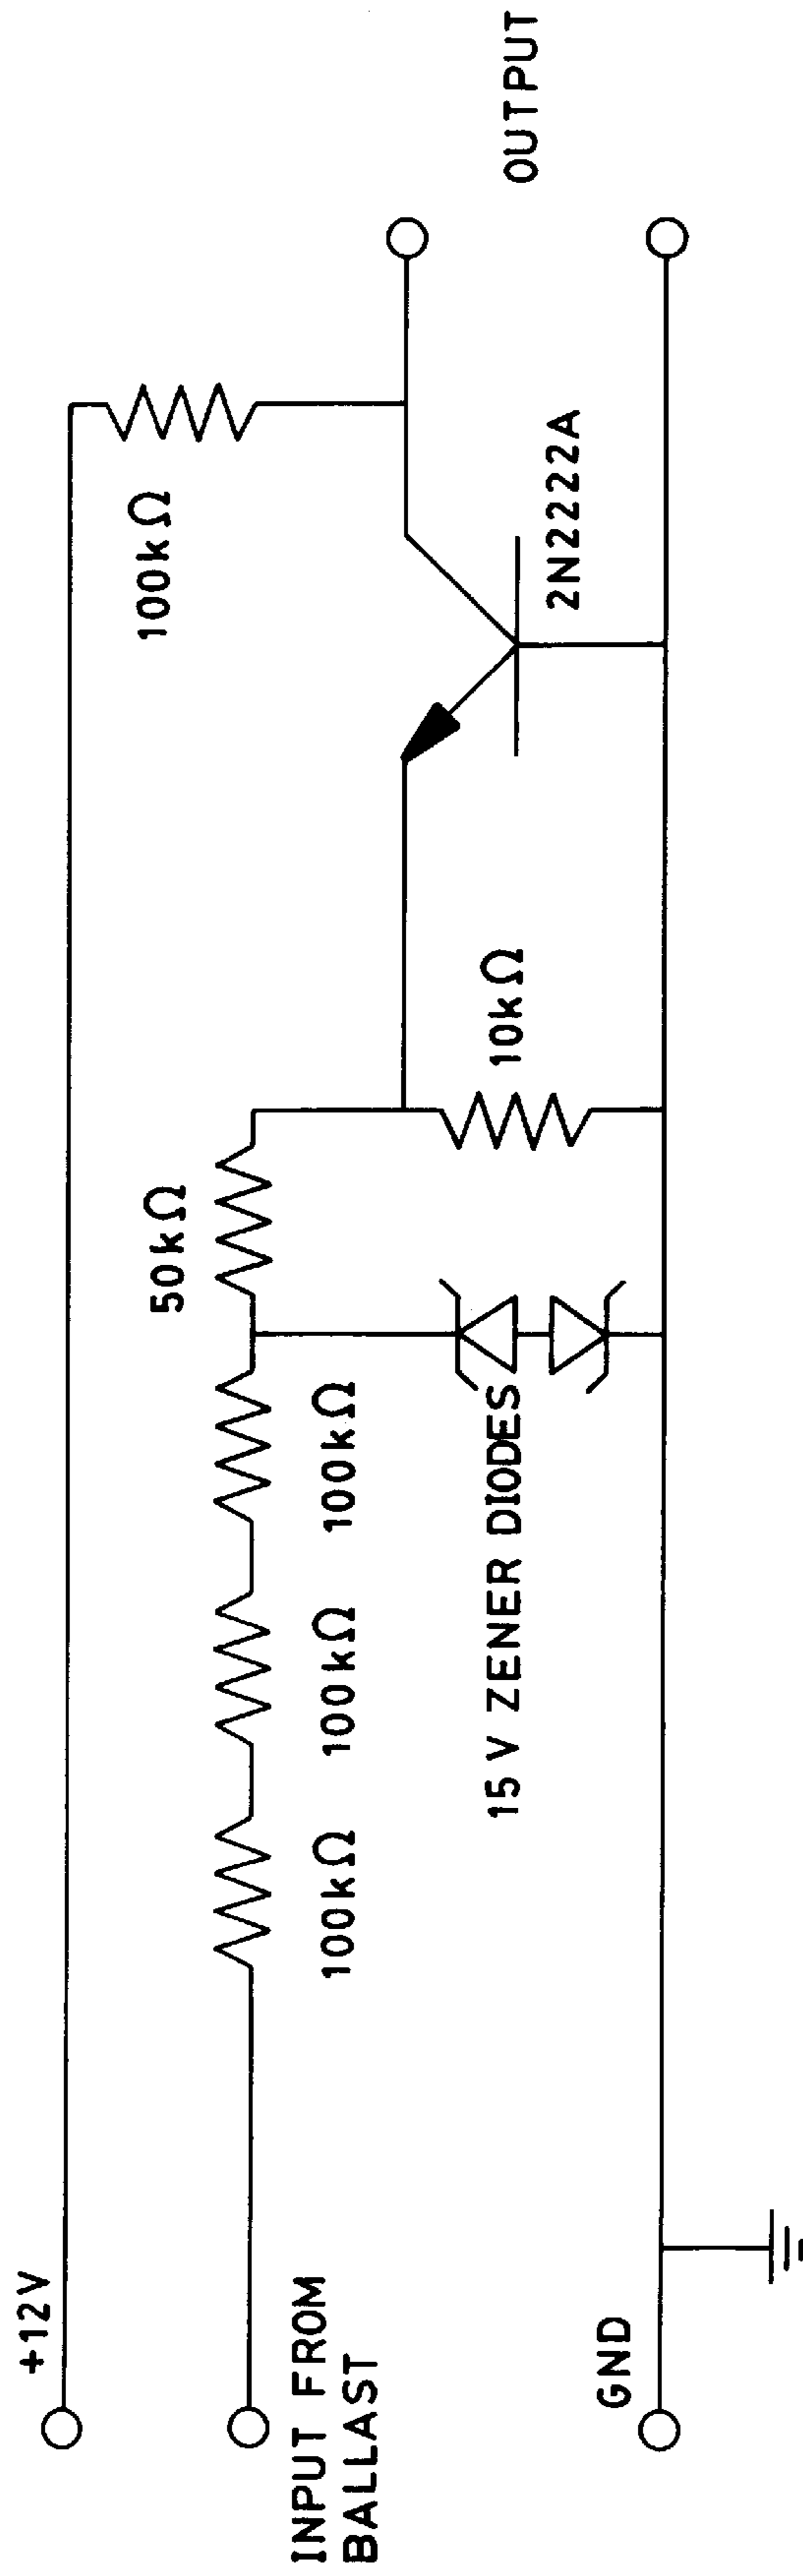 +12V
INPUT FROM
BALLAST
GND
100kΩ
100kΩ
100kΩ
50kΩ
15 V ZENER DIODES
10kΩ
100kΩ
2N2222A
OUTPUT